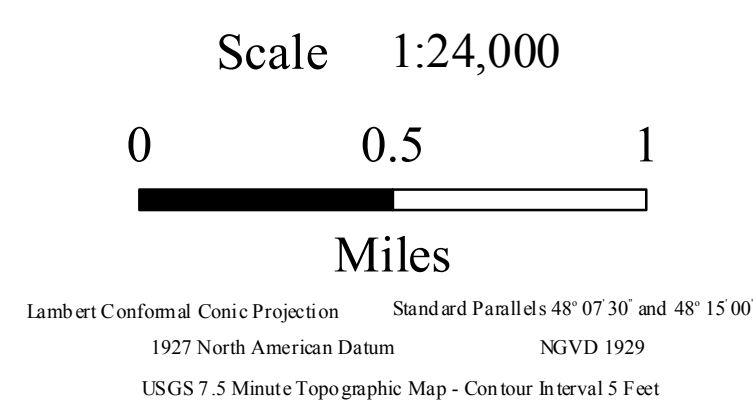 Scale 1:24,000
0 0.5 1
Miles
Lambert Conformal Conic Projection Standard Parallels 48° 07' 30" and 48° 15' 00"
1927 North American Datum NGVD 1929
USGS 7.5 Minute Topographic Map - Contour Interval 5 Feet